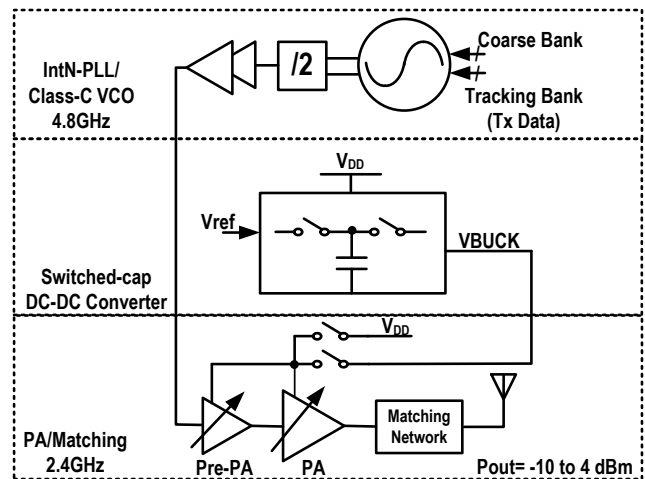 IntN-PLL/
Class-C VCO
4.8GHz
/2
Coarse Bank
Tracking Bank
(Tx Data)
VDD
Vref
VBUCK
Switched-cap
DC-DC Converter
VDD
PA/Matching
2.4GHz
Pre-PA
PA
Matching
Network
Pout= -10 to 4 dBm